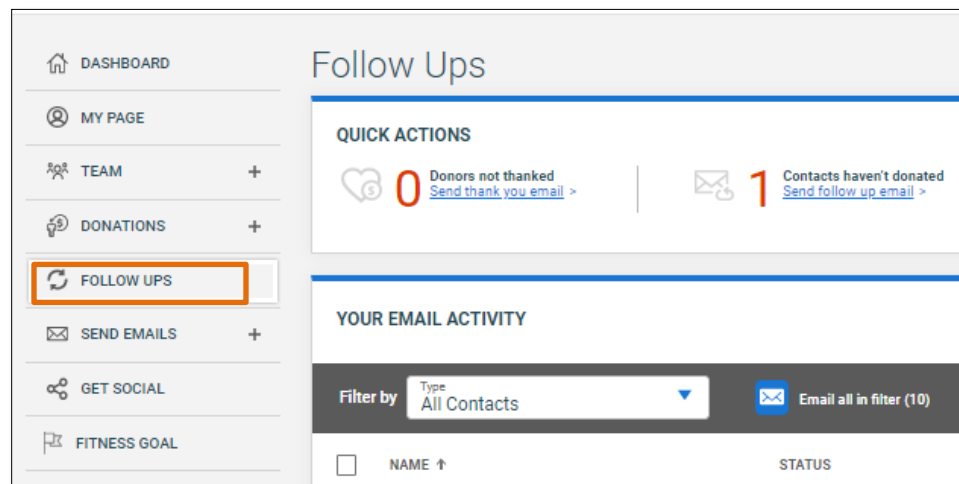 DASHBOARD
MY PAGE
TEAM +
DONATIONS +
FOLLOW UPS
SEND EMAILS +
GET SOCIAL
FITNESS GOAL
Follow Ups
QUICK ACTIONS
0 Donors not thanked
Send thank you email >
1 Contacts haven't donated
Send follow up email >
YOUR EMAIL ACTIVITY
Filter by
Type
All Contacts
Email all in filter (10)
NAME ↑ STATUS